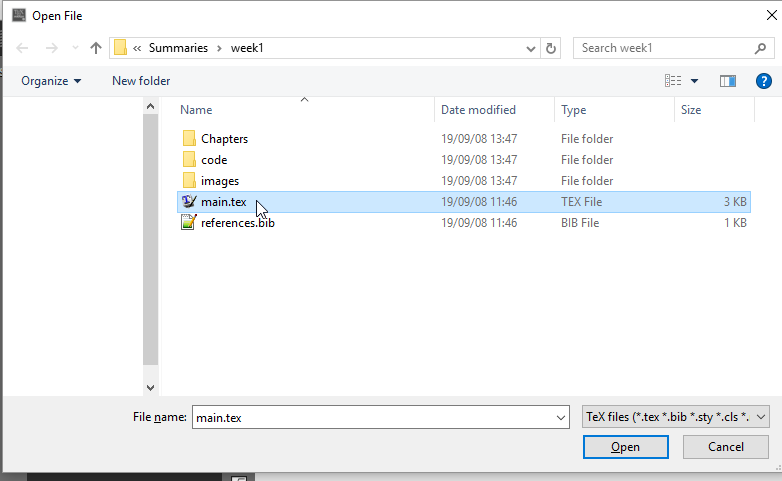 Open File
« Summaries › week1
Search week1
Organize New folder
Name Date modified Type Size
Chapters 19/09/08 13:47 File folder
code 19/09/08 13:47 File folder
images 19/09/08 13:47 File folder
main.tex 19/09/08 11:46 TEX File 3 KB
references.bib 19/09/08 11:46 BIB File 1 KB
File name: main.tex TeX files (*.tex *.bib *.sty *.cls *.
Open Cancel